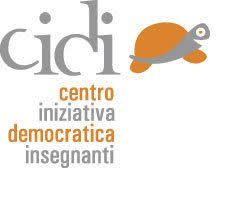 cidi
centro
iniziativa
democratica
insegnanti